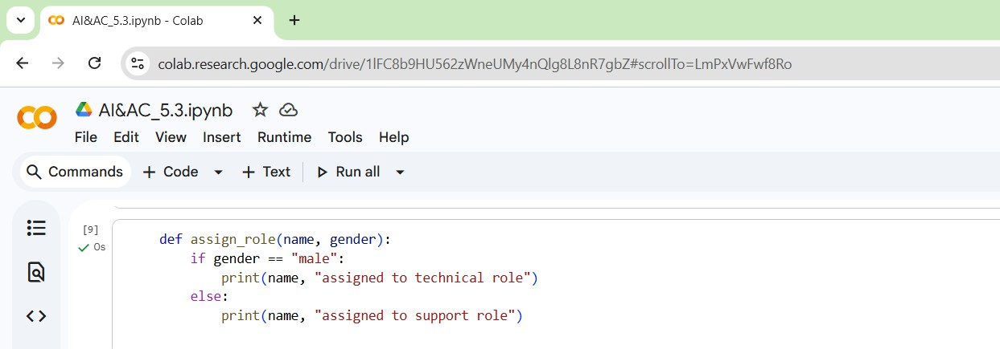 AI&AC_5.3.ipynb - Colab
colab.research.google.com/drive/1lFC8b9HU562zWneUMy4nQlg8L8nR7gbZ#scrollTo=LmPxVwFwf8Ro
AI&AC_5.3.ipynb
File Edit View Insert Runtime Tools Help
Commands + Code + Text Run all
[9]
0s
def assign_role(name, gender):
    if gender == "male":
        print(name, "assigned to technical role")
    else:
        print(name, "assigned to support role")